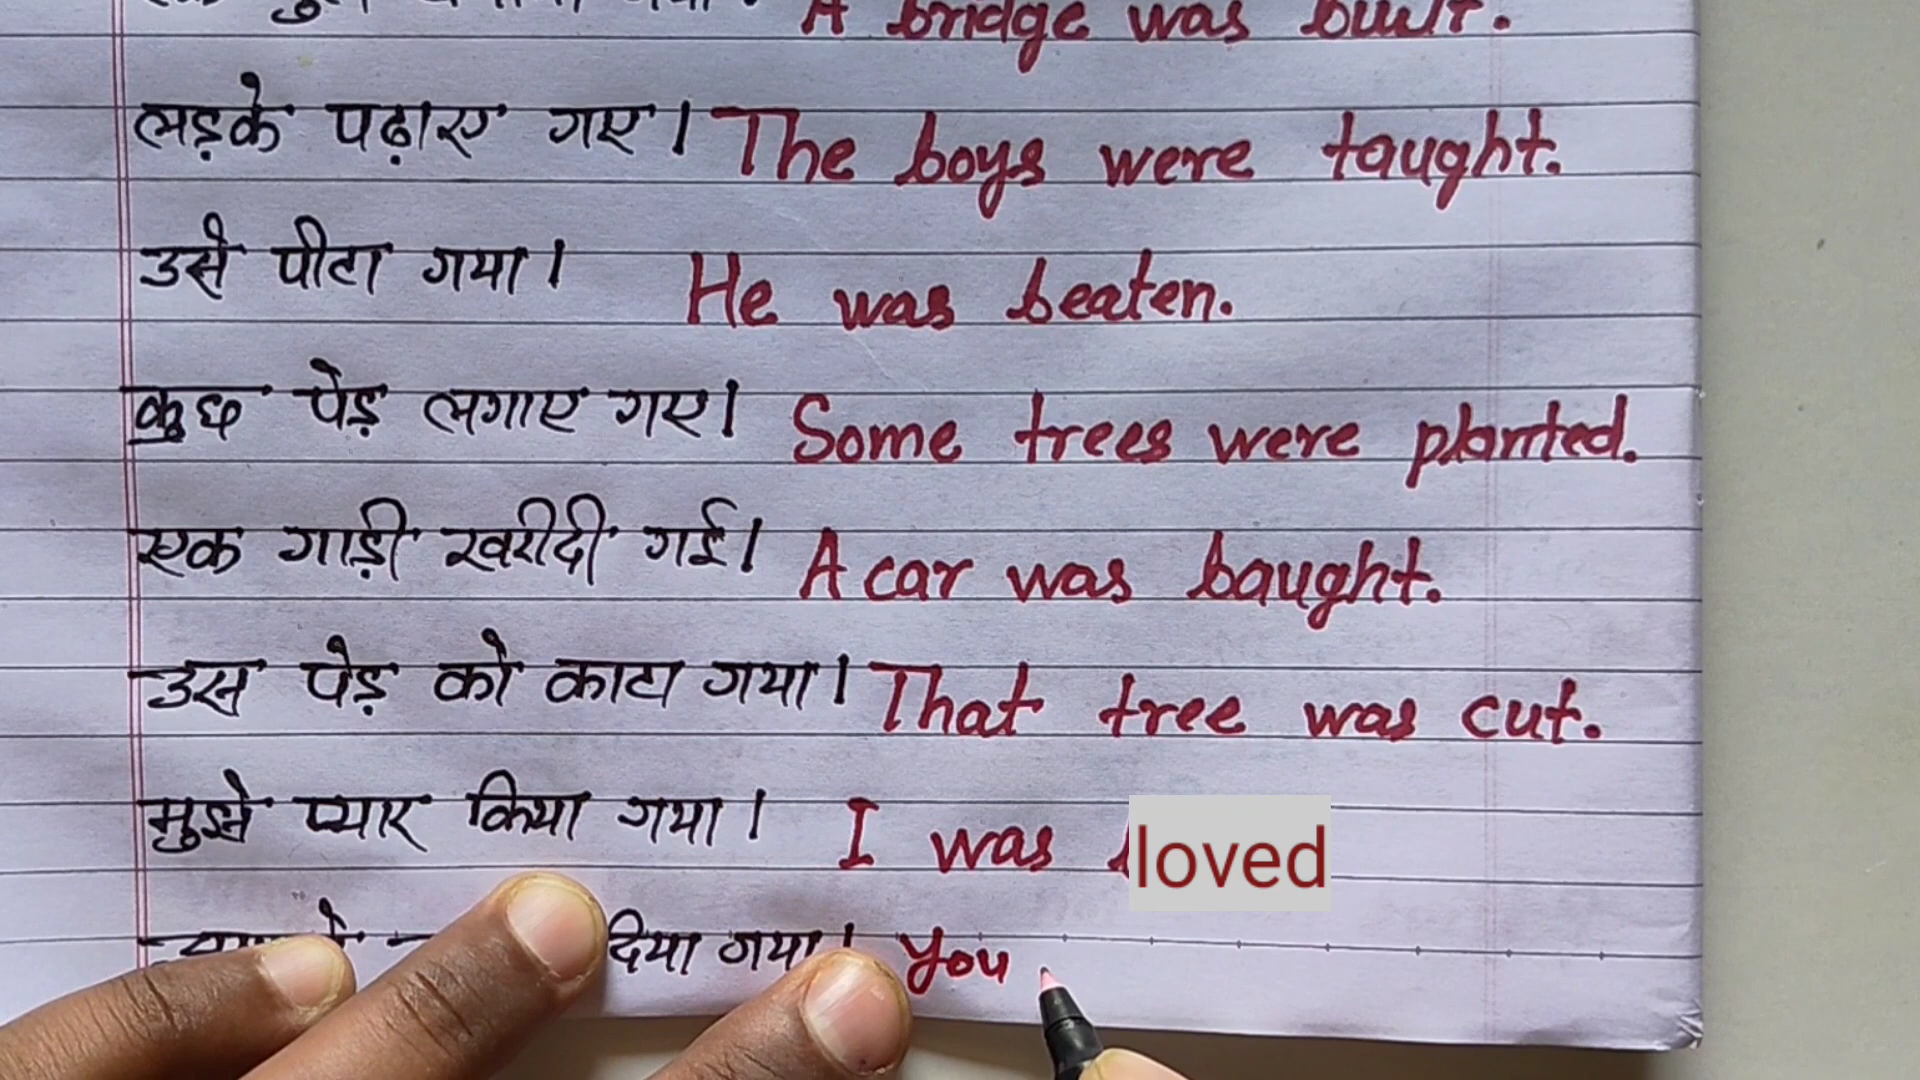 पुल बनाया गया। A bridge was built.
लड़के पढ़ाए गए। The boys were taught.
उसे पीटा गया। He was beaten.
कुछ पेड़ लगाए गए। Some trees were planted.
एक गाड़ी खरीदी गई। A car was baught.
उस पेड़ को काटा गया। That tree was cut.
मुझे प्यार किया गया। I was loved
दिया गया। You